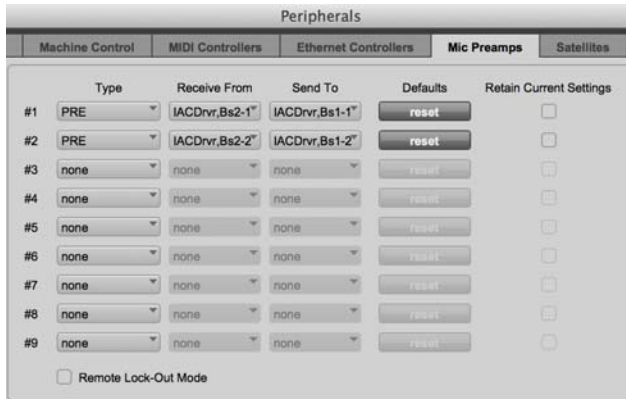 Peripherals
Machine Control MIDI Controllers Ethernet Controllers Mic Preamps Satellites
Type Receive From Send To Defaults Retain Current Settings
#1 PRE IACDrvr,Bs2-1 IACDrvr,Bs1-1 reset
#2 PRE IACDrvr,Bs2-2 IACDrvr,Bs1-2 reset
#3 none none none reset
#4 none none none reset
#5 none none none reset
#6 none none none reset
#7 none none none reset
#8 none none none reset
#9 none none none reset
Remote Lock-Out Mode